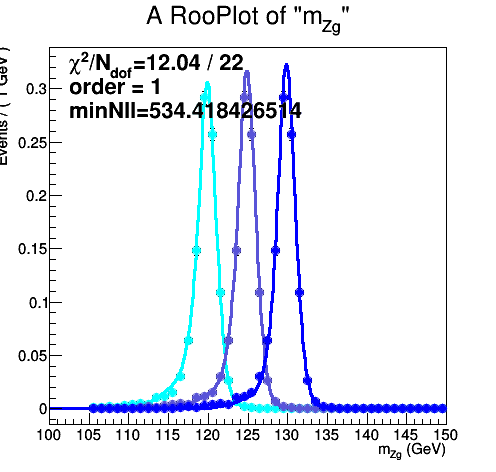 A RooPlot of "m_Zg"
χ²/N_dof=12.04 / 22
order = 1
minNll=534.418426514
Events / ( 1 GeV )
0.3
0.25
0.2
0.15
0.1
0.05
0
100 105 110 115 120 125 130 135 140 145 150
m_Zg (GeV)